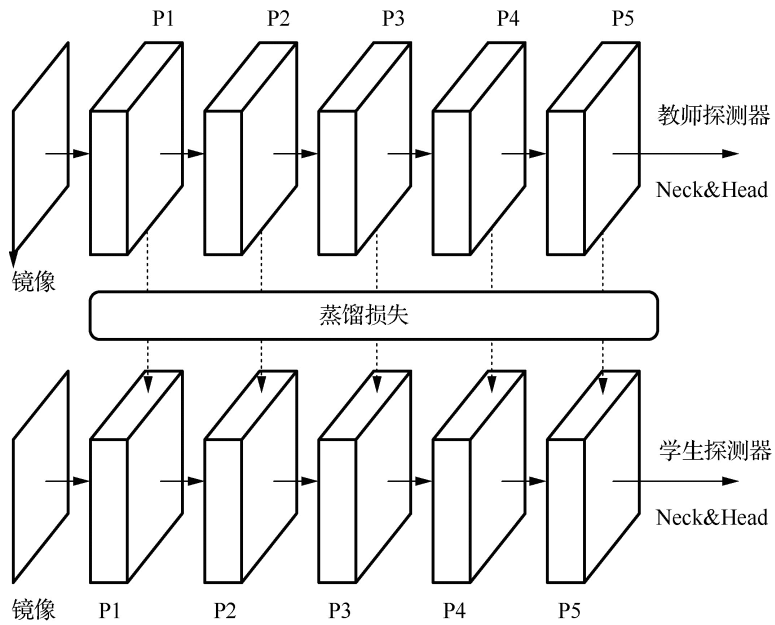 P1 P2 P3 P4 P5
教师探测器
Neck&Head
镜像
蒸馏损失
学生探测器
Neck&Head
镜像 P1 P2 P3 P4 P5